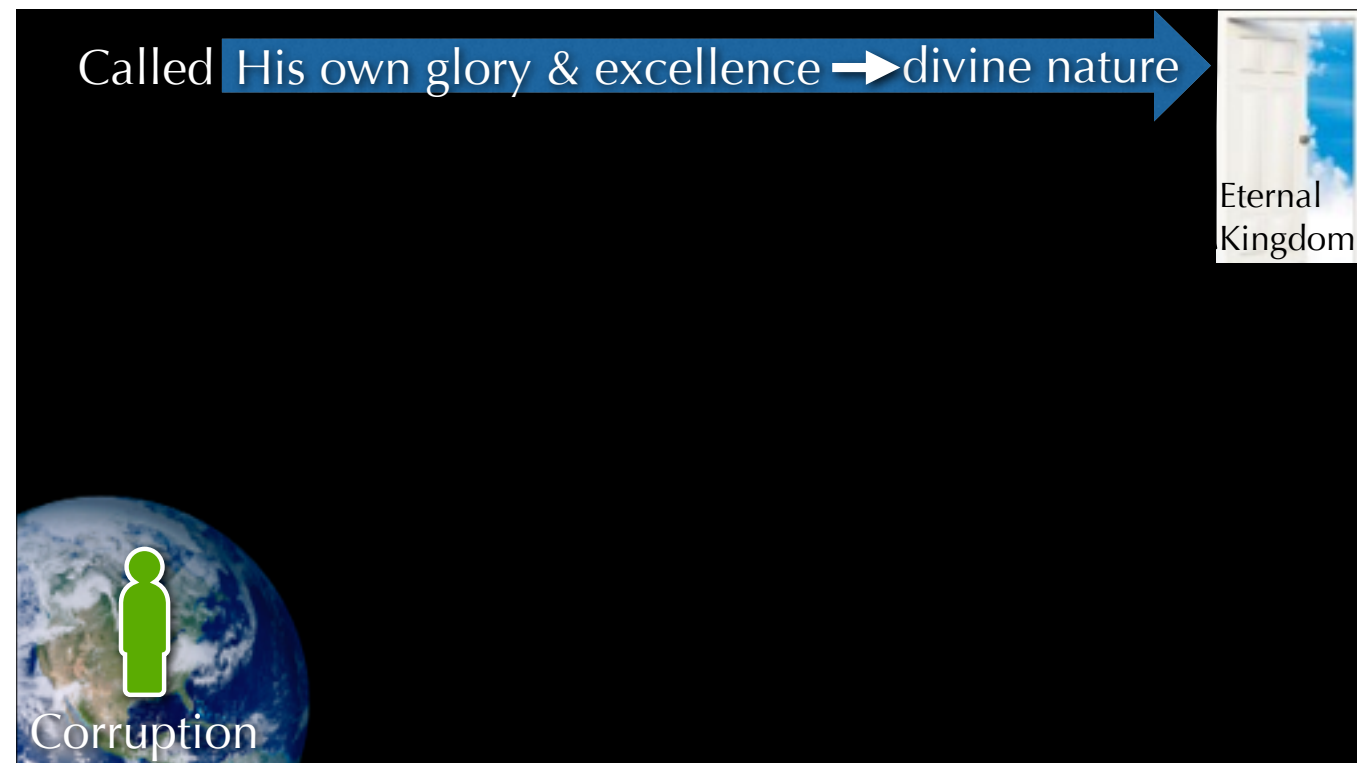 Called His own glory & excellence divine nature
Eternal
Kingdom
Corruption